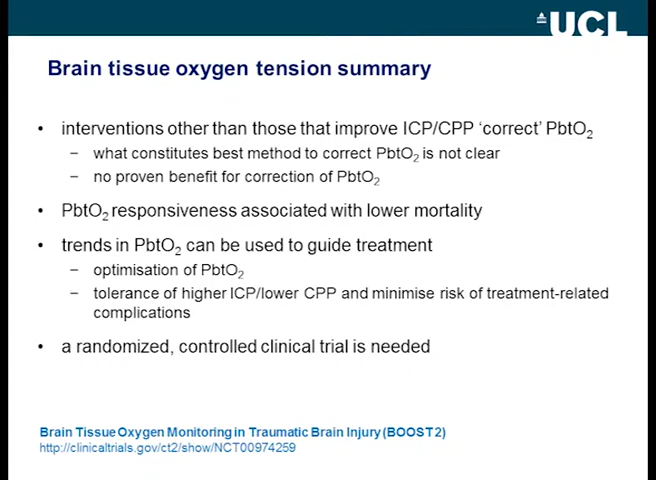 UCL
Brain tissue oxygen tension summary
• interventions other than those that improve ICP/CPP ‘correct’ PbtO₂
– what constitutes best method to correct PbtO₂ is not clear
– no proven benefit for correction of PbtO₂
• PbtO₂ responsiveness associated with lower mortality
• trends in PbtO₂ can be used to guide treatment
– optimisation of PbtO₂
– tolerance of higher ICP/lower CPP and minimise risk of treatment-related
complications
• a randomized, controlled clinical trial is needed
Brain Tissue Oxygen Monitoring in Traumatic Brain Injury (BOOST 2)
http://clinicaltrials.gov/ct2/show/NCT00974259